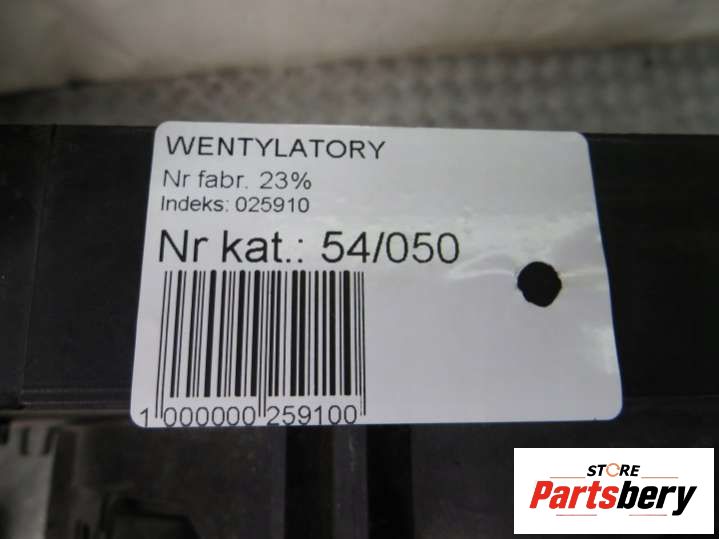 WENTYLATORY
Nr fabr. 23%
Indeks: 025910
Nr kat.: 54/050
1 000000 259100
STORE
Partsbery